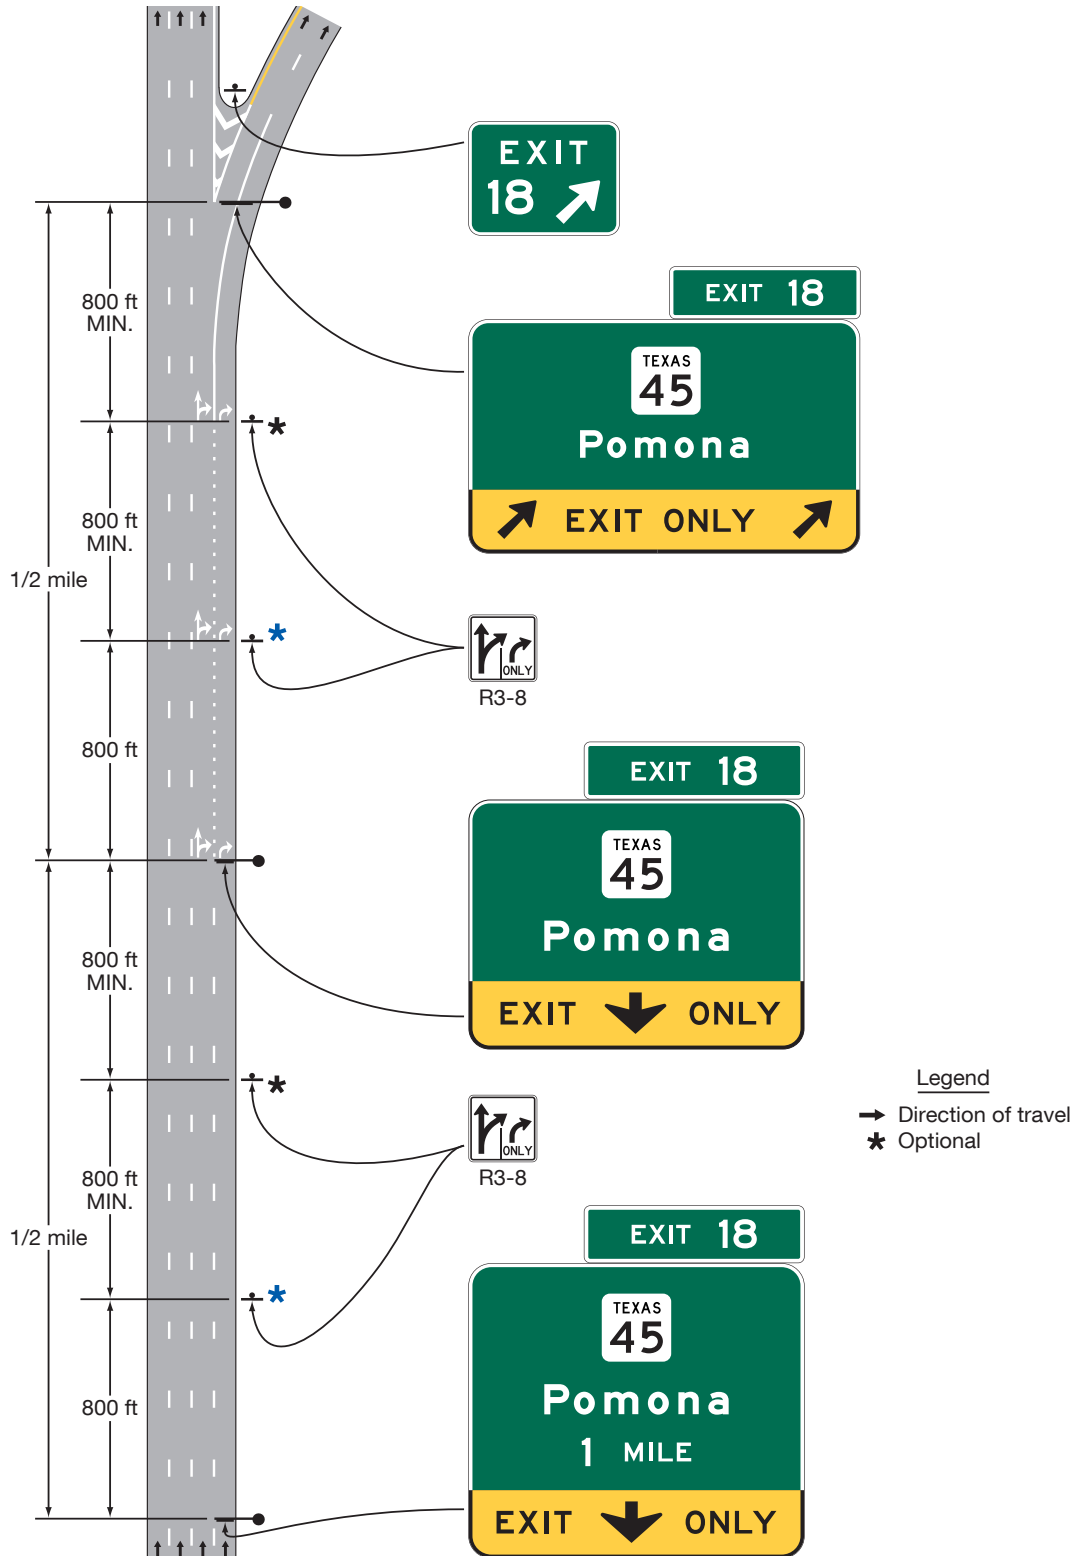 EXIT
18
EXIT 18
TEXAS
45
Pomona
EXIT ONLY
800 ft
MIN.
*
800 ft
MIN.
1/2 mile
*
ONLY
R3-8
800 ft
EXIT 18
TEXAS
45
Pomona
EXIT ONLY
800 ft
MIN.
*
ONLY
R3-8
Legend
Direction of travel
* Optional
800 ft
MIN.
1/2 mile
*
EXIT 18
TEXAS
45
Pomona
1 MILE
EXIT ONLY
800 ft